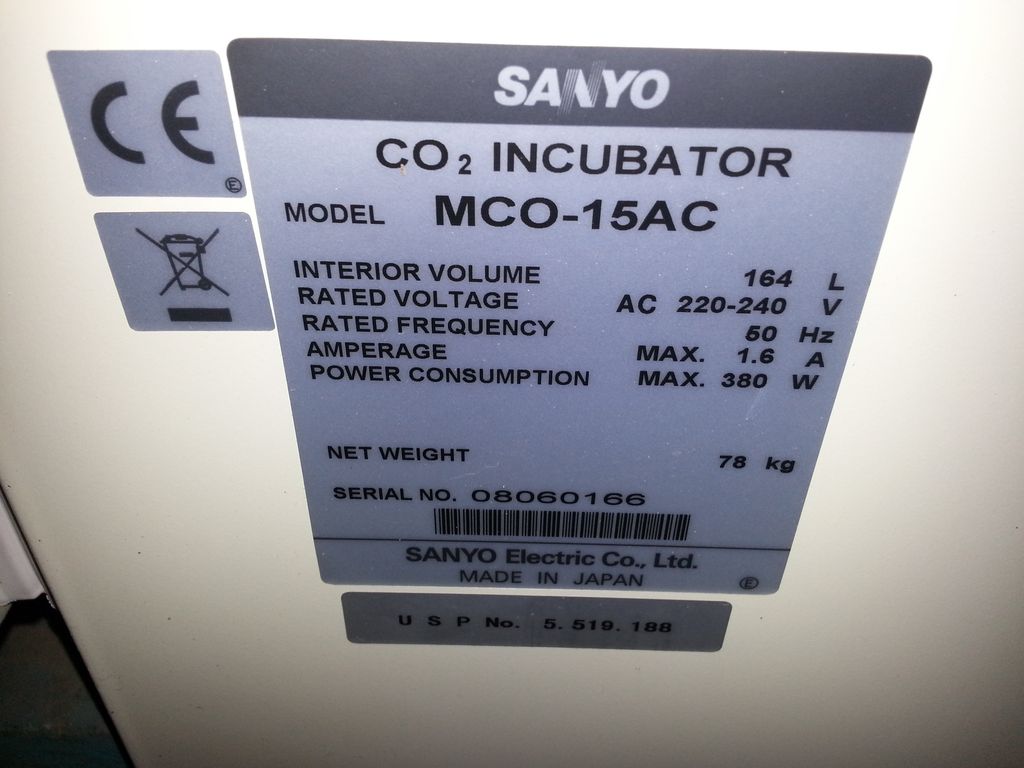 CE
E
SANYO
CO₂ INCUBATOR
MODEL MCO-15AC
INTERIOR VOLUME 164 L
RATED VOLTAGE AC 220-240 V
RATED FREQUENCY 50 Hz
AMPERAGE MAX. 1.6 A
POWER CONSUMPTION MAX. 380 W
NET WEIGHT 78 kg
SERIAL NO. 08060166
SANYO Electric Co., Ltd.
MADE IN JAPAN E
U S P No. 5. 519. 188